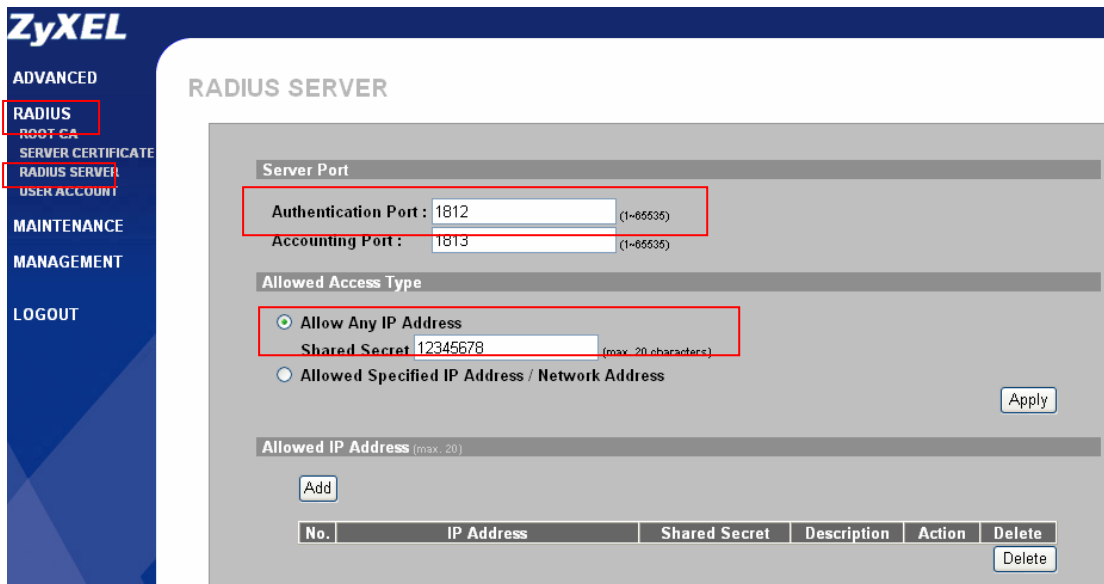 ZyXEL
ADVANCED
RADIUS
ROOT CA
SERVER CERTIFICATE
RADIUS SERVER
USER ACCOUNT
MAINTENANCE
MANAGEMENT
LOGOUT
RADIUS SERVER
Server Port
Authentication Port : 1812 (1~65535)
Accounting Port : 1813 (1~65535)
Allowed Access Type
Allow Any IP Address
Shared Secret 12345678 (max. 20 characters)
Allowed Specified IP Address / Network Address
Apply
Allowed IP Address (max. 20)
Add
No. IP Address Shared Secret Description Action Delete
Delete